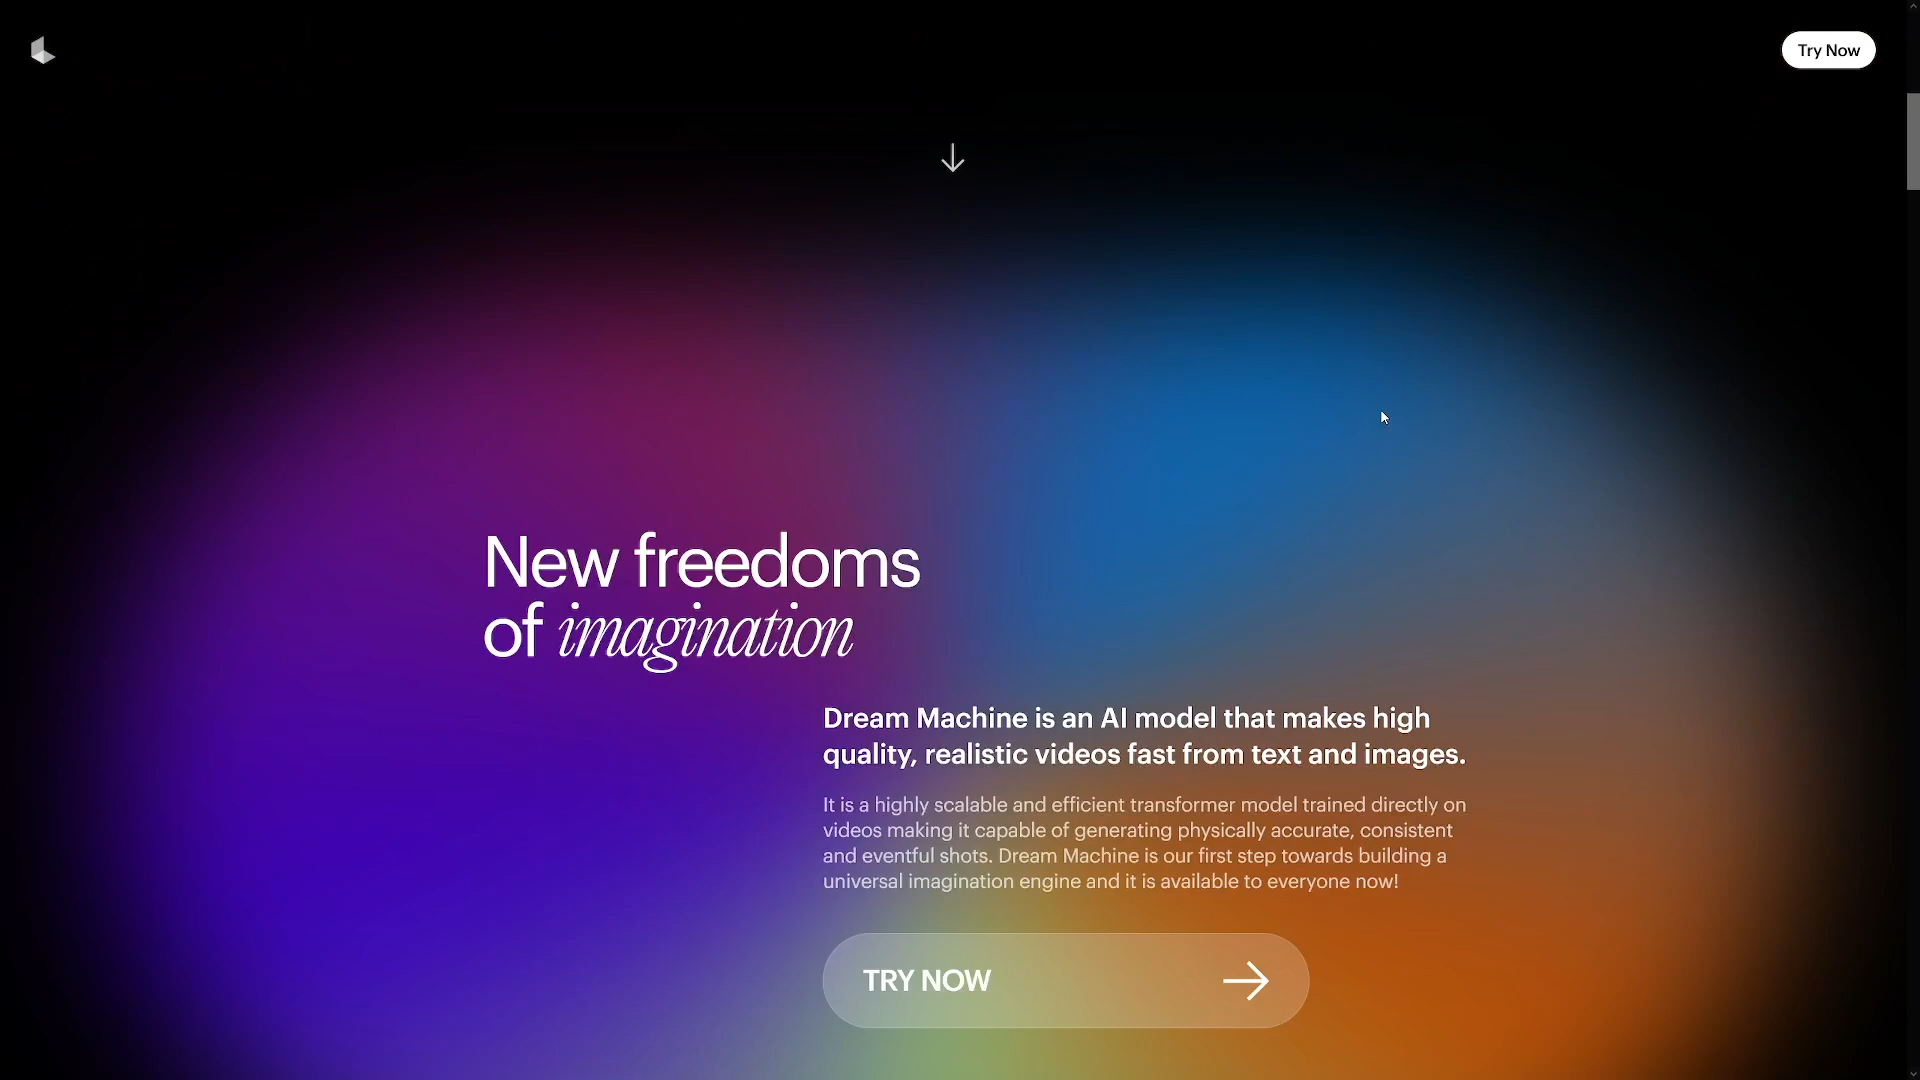 Try Now
New freedoms
of imagination
Dream Machine is an AI model that makes high
quality, realistic videos fast from text and images.
It is a highly scalable and efficient transformer model trained directly on
videos making it capable of generating physically accurate, consistent
and eventful shots. Dream Machine is our first step towards building a
universal imagination engine and it is available to everyone now!
TRY NOW